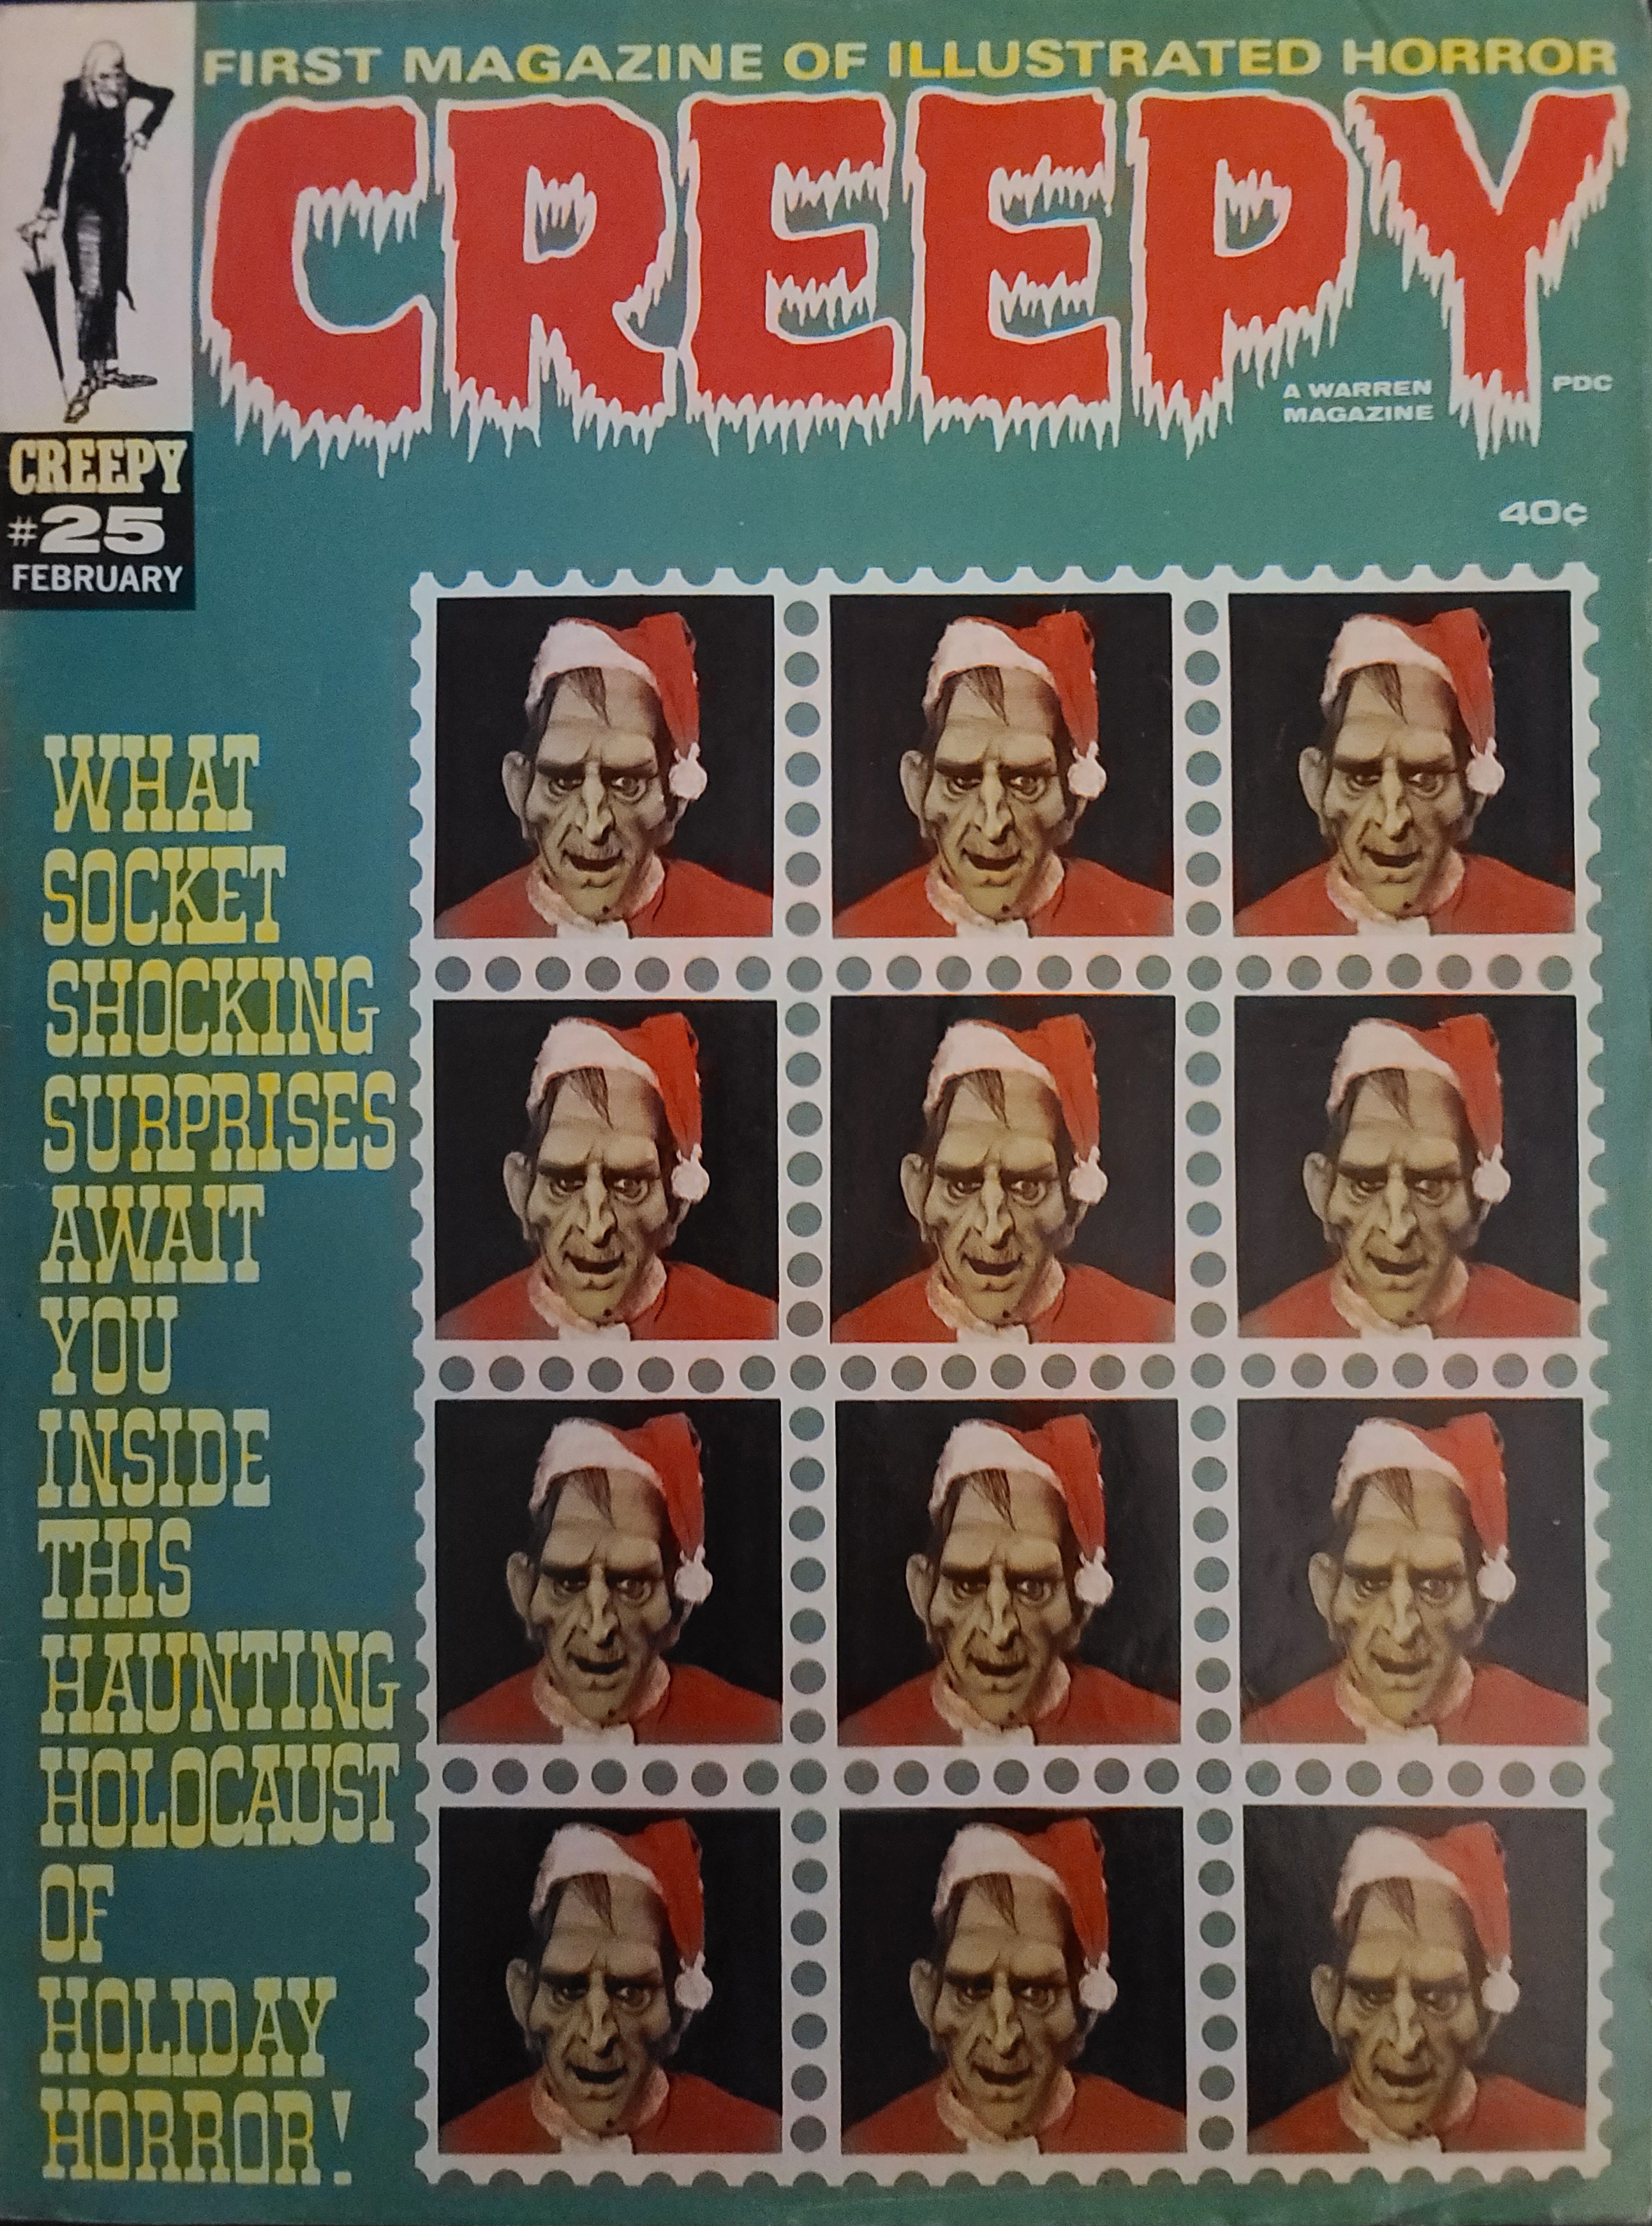 FIRST MAGAZINE OF ILLUSTRATED HORROR
CREEPY
A WARREN
MAGAZINE
PDC
CREEPY
#25
FEBRUARY
40¢
WHAT
SOCKET
SHOCKING
SURPRISES
AWAIT
YOU
INSIDE
THIS
HAUNTING
HOLOCAUST
OF
HOLIDAY
HORROR!